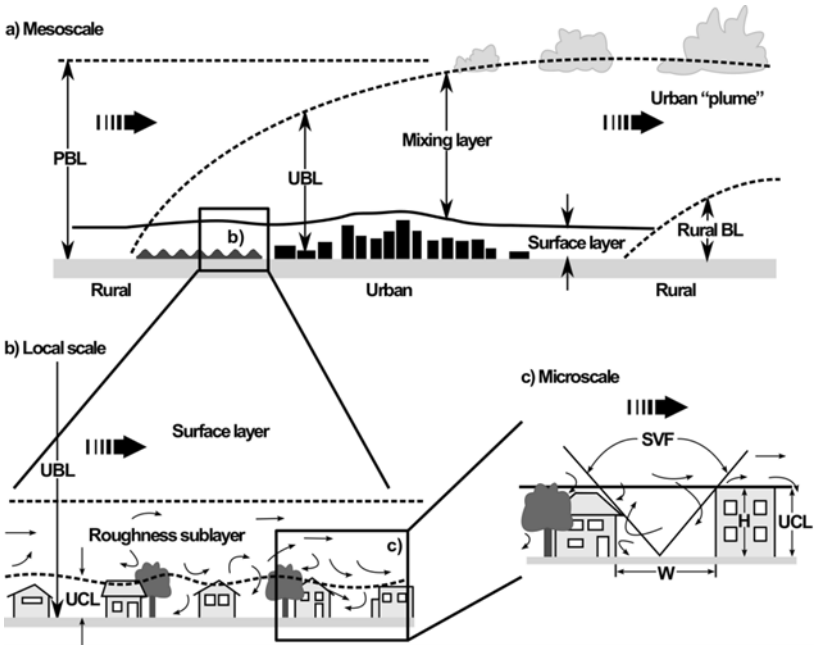 a) Mesoscale
Urban “plume”
PBL
Mixing layer
UBL
b)
Surface layer
Rural BL
Rural
Urban
Rural
b) Local scale
Surface layer
UBL
Roughness sublayer
c)
UCL
c) Microscale
SVF
H
UCL
W